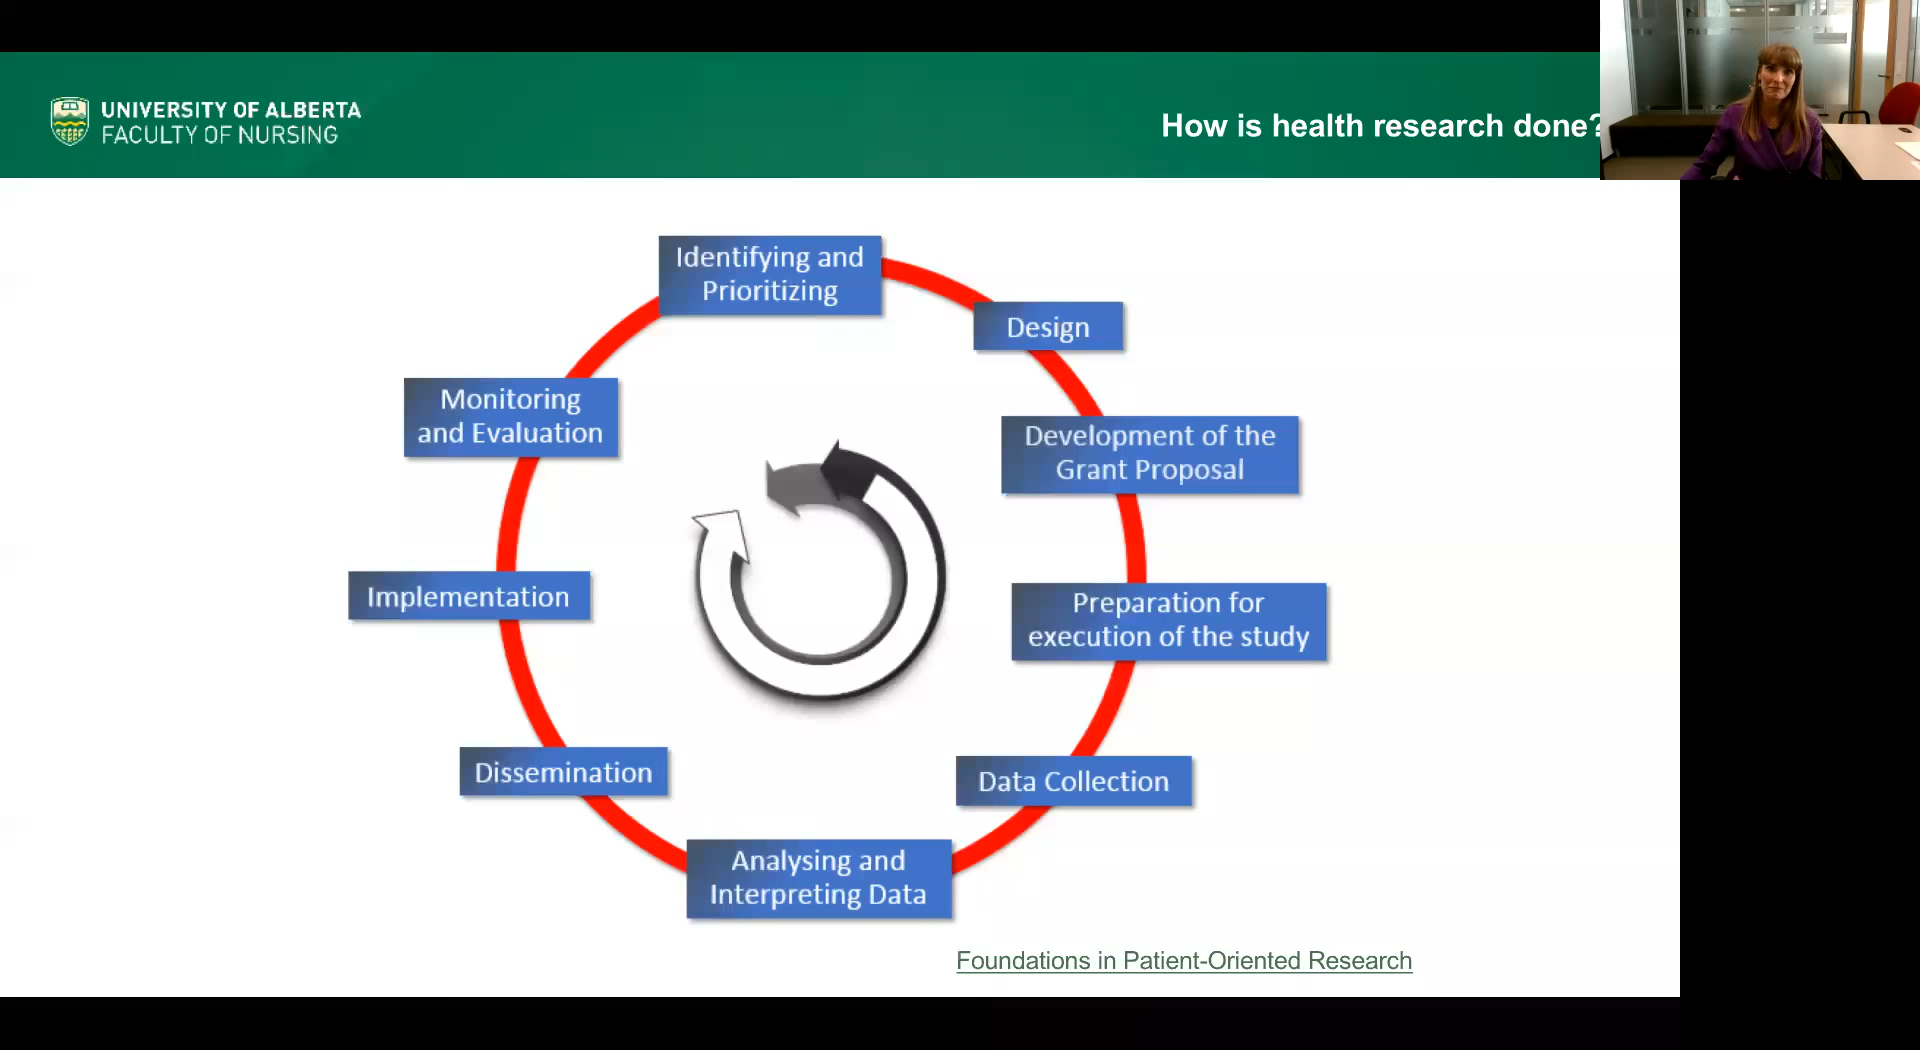 UNIVERSITY OF ALBERTA
FACULTY OF NURSING
How is health research done?
Identifying and
Prioritizing
Design
Development of the
Grant Proposal
Preparation for
execution of the study
Data Collection
Analysing and
Interpreting Data
Dissemination
Implementation
Monitoring
and Evaluation
Foundations in Patient-Oriented Research